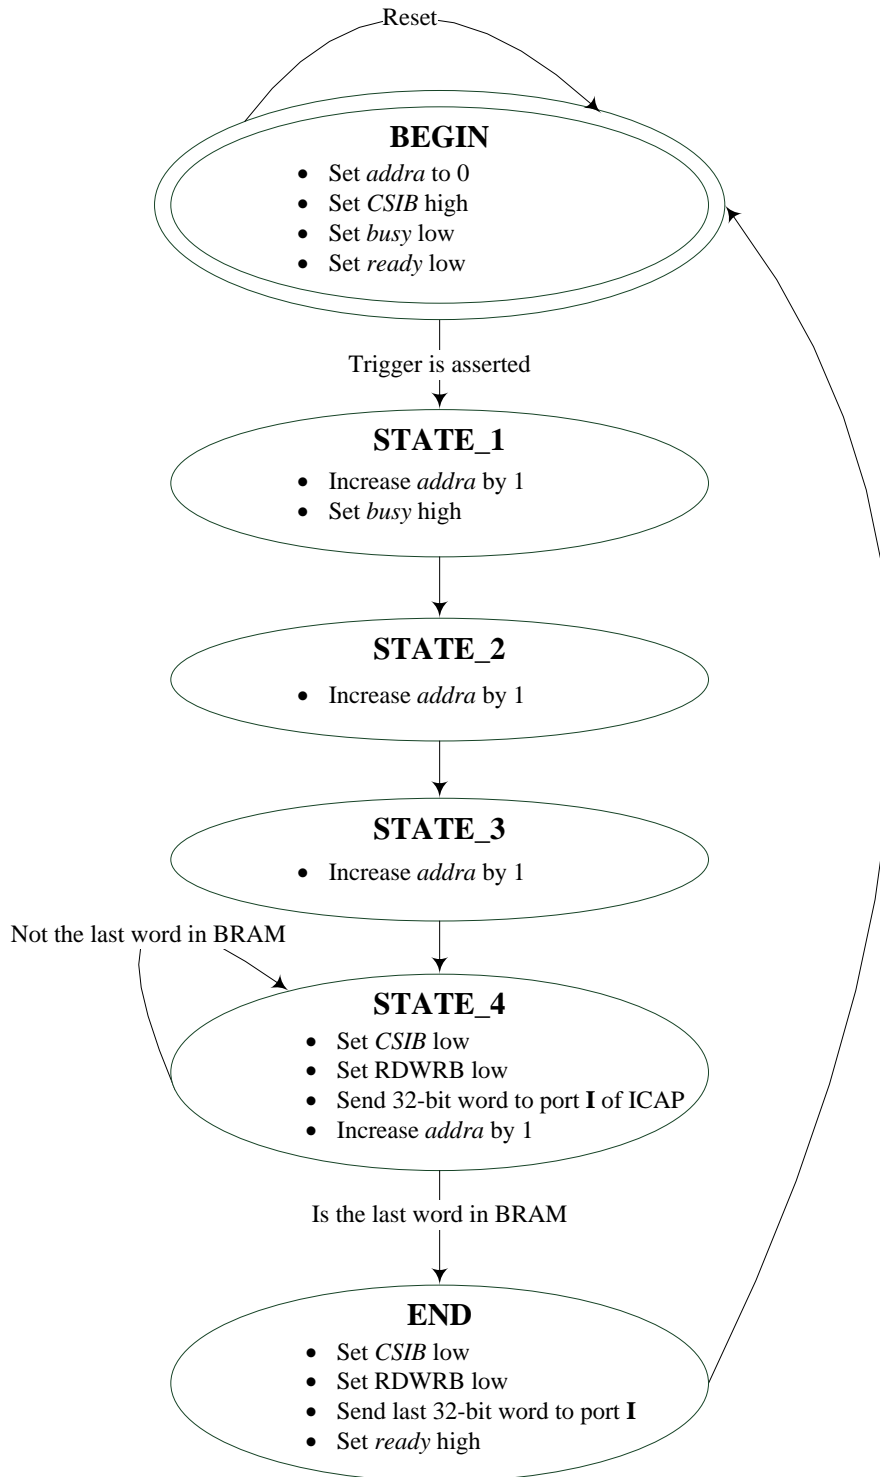 Reset
BEGIN
• Set addra to 0
• Set CSIB high
• Set busy low
• Set ready low
Trigger is asserted
STATE_1
• Increase addra by 1
• Set busy high
STATE_2
• Increase addra by 1
STATE_3
• Increase addra by 1
Not the last word in BRAM
STATE_4
• Set CSIB low
• Set RDWRB low
• Send 32-bit word to port I of ICAP
• Increase addra by 1
Is the last word in BRAM
END
• Set CSIB low
• Set RDWRB low
• Send last 32-bit word to port I
• Set ready high